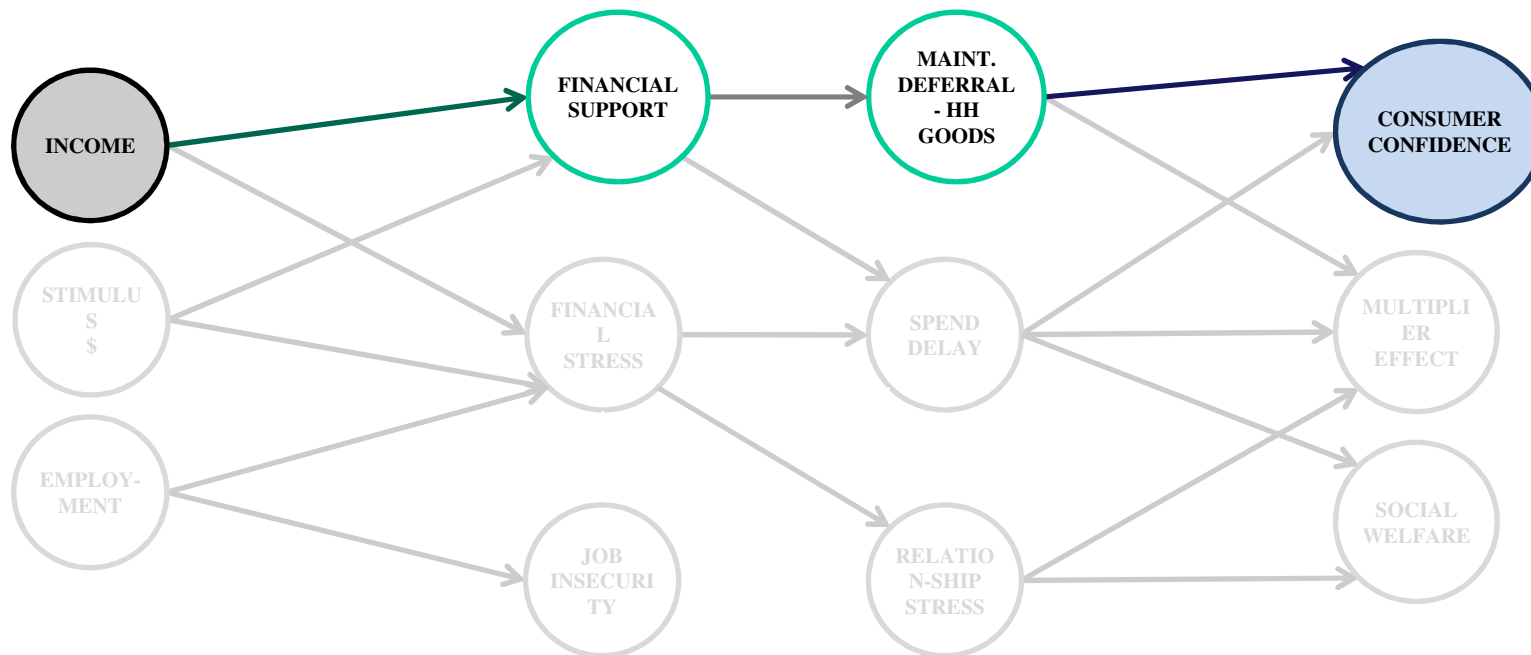 INCOME
FINANCIAL
SUPPORT
MAINT.
DEFERRAL
- HH
GOODS
CONSUMER
CONFIDENCE
STIMULU
S
$
FINANCIA
L
STRESS
SPEND
DELAY
MULTIPLI
ER
EFFECT
EMPLOY-
MENT
JOB
INSECURI
TY
RELATIO
N-SHIP
STRESS
SOCIAL
WELFARE